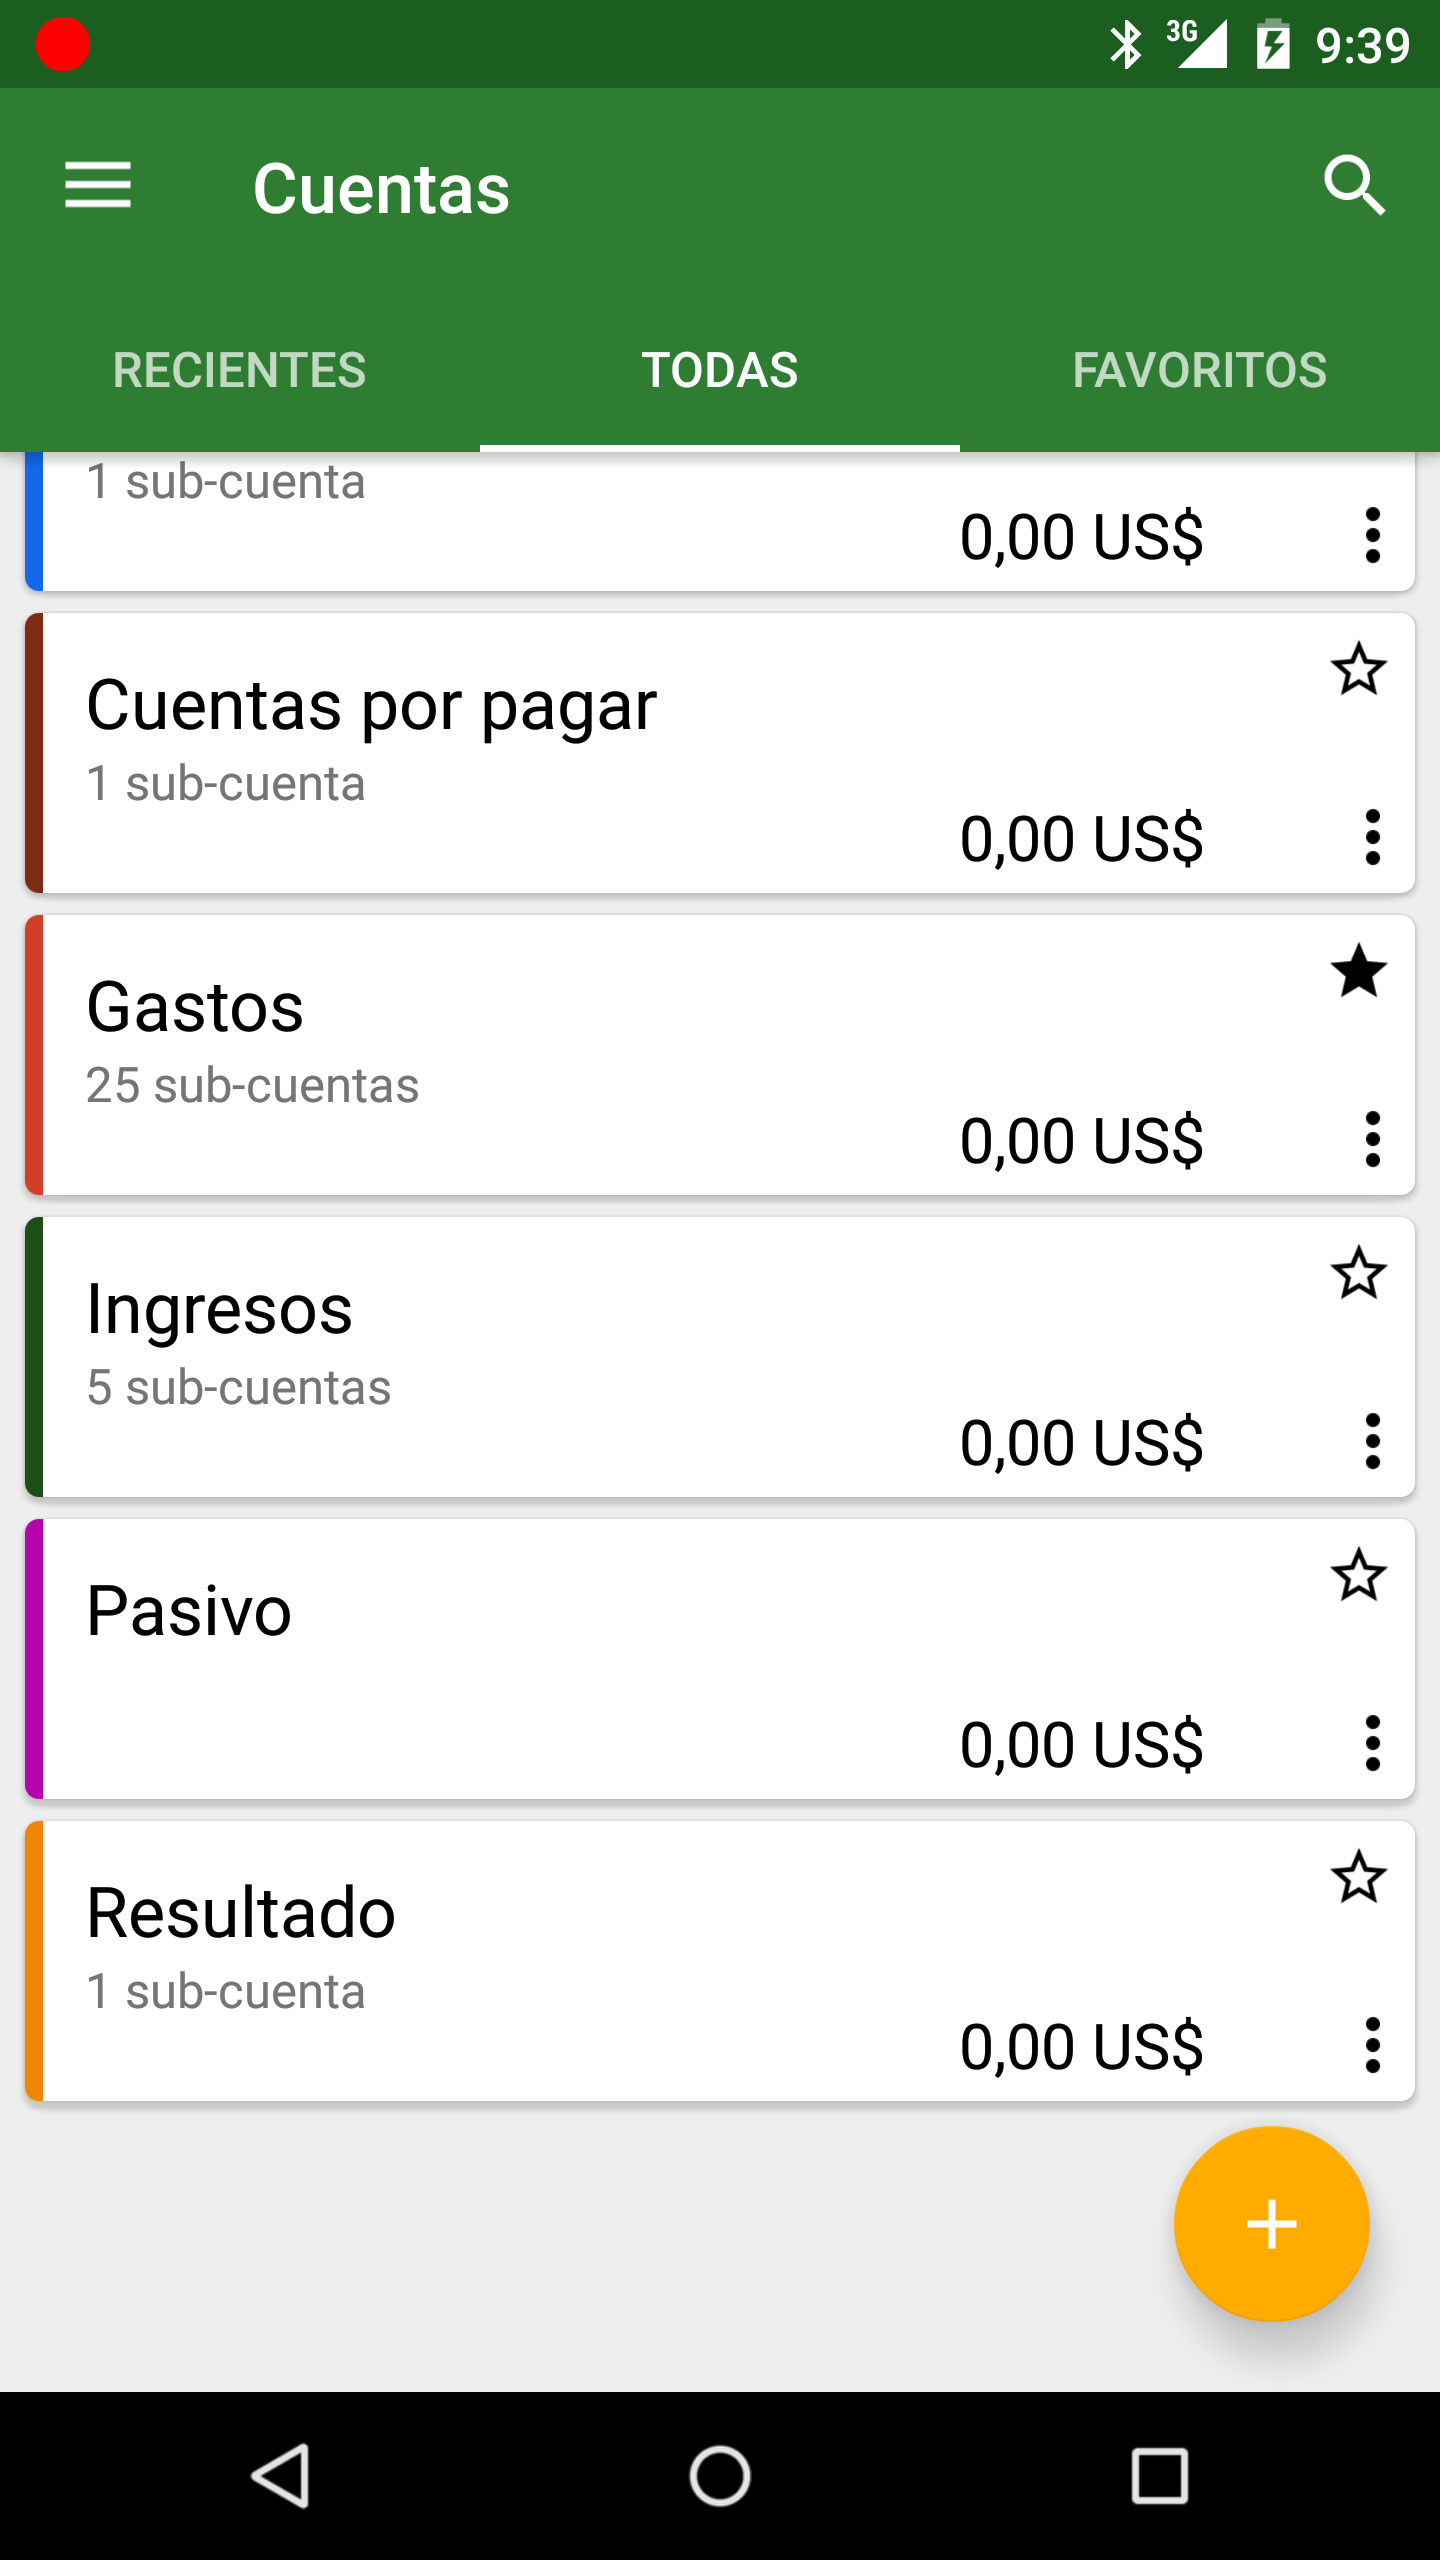 3G 9:39
Cuentas
RECIENTES TODAS FAVORITOS
1 sub-cuenta
0,00 US$
Cuentas por pagar
1 sub-cuenta
0,00 US$
Gastos
25 sub-cuentas
0,00 US$
Ingresos
5 sub-cuentas
0,00 US$
Pasivo
0,00 US$
Resultado
1 sub-cuenta
0,00 US$